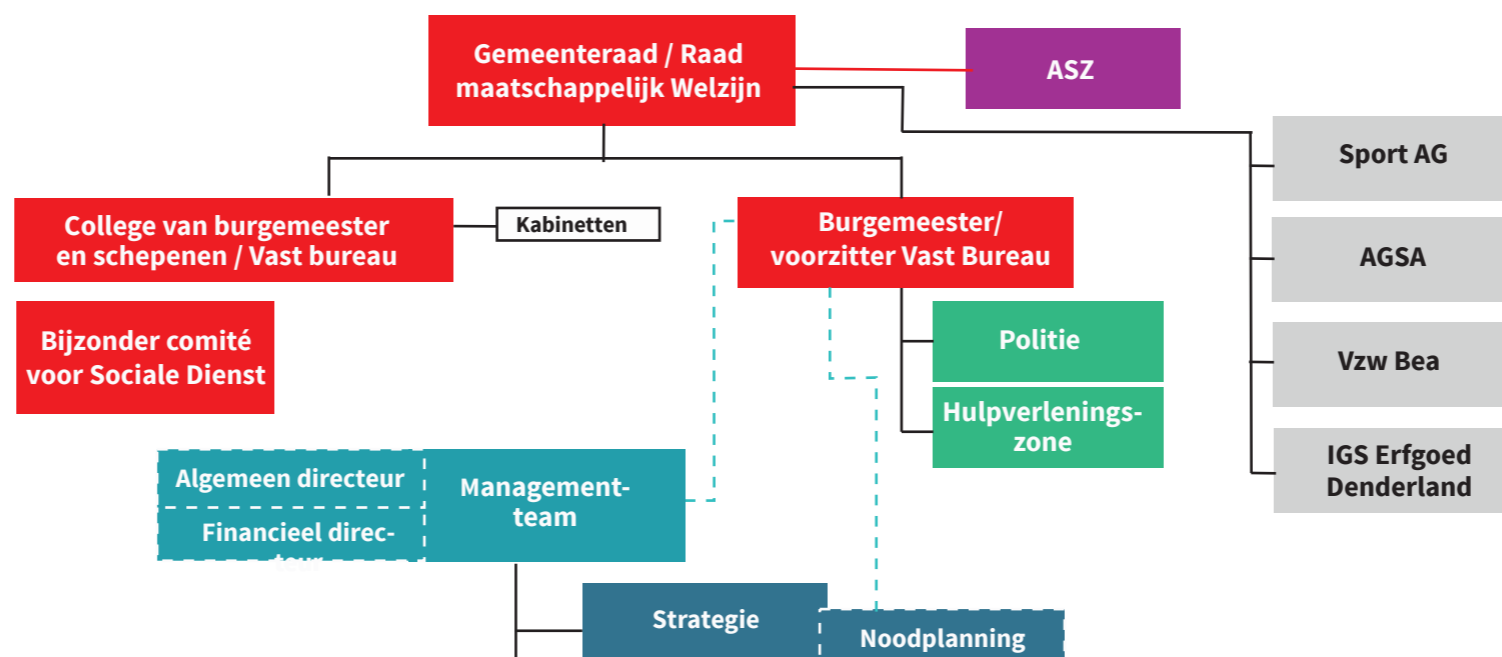 Gemeenteraad / Raad
maatschappelijk Welzijn
ASZ
Sport AG
AGSA
Vzw Bea
IGS Erfgoed
Denderland
College van burgemeester
en schepenen / Vast bureau
Kabinetten
Burgemeester/
voorzitter Vast Bureau
Bijzonder comité
voor Sociale Dienst
Politie
Hulpverlenings-
zone
Algemeen directeur
Financieel direc-
teur
Management-
team
Strategie
Noodplanning